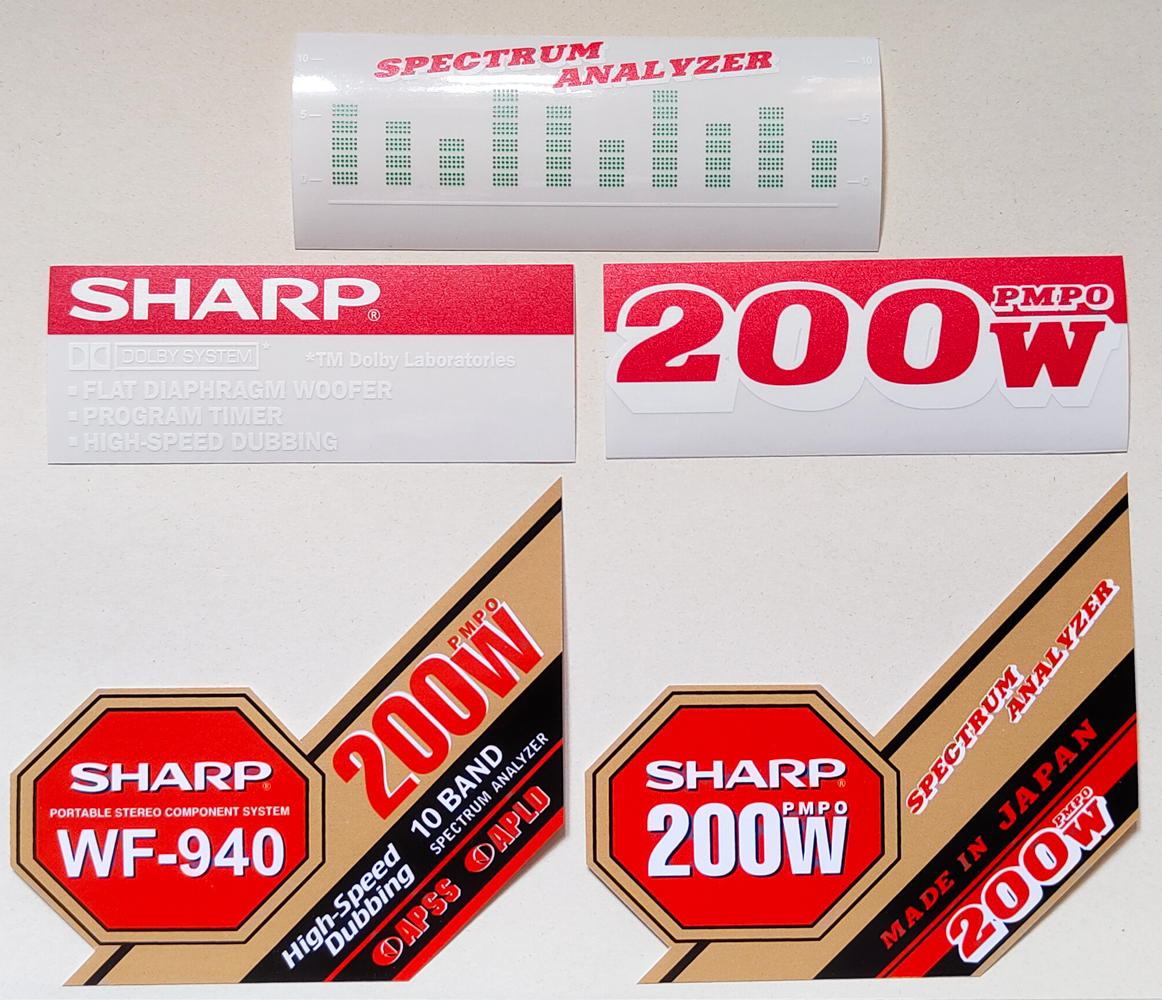 SPECTRUM
ANALYZER
10
10
5
5
0
0
SHARP®
DOLBY SYSTEM* *TM Dolby Laboratories
▪ FLAT DIAPHRAGM WOOFER
▪ PROGRAM TIMER
▪ HIGH-SPEED DUBBING
PMPO
200W
SHARP®
PORTABLE STEREO COMPONENT SYSTEM
WF-940
PMPO
200W
10 BAND
SPECTRUM ANALYZER
High-Speed
Dubbing
APSS
APLD
SHARP®
PMPO
200W
SPECTRUM
ANALYZER
MADE IN JAPAN
PMPO
200W